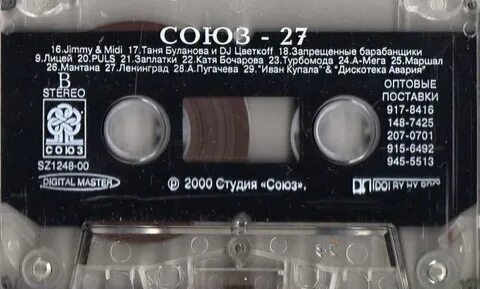 СОЮЗ - 27
16.Jimmy & Midi 17.Таня Буланова и DJ Цветкоff 18.Запрещенные барабанщики
9.Лицей 20.PULS 21.Заплатки 22.Катя Бочарова 23.Турбомода 24.А-Мега 25.Маршал
26.Мантана 27.Ленинград 28.А.Пугачева 29."Иван Купала" & "Дискотека Авария"
B
STEREO
СОЮЗ
SZ1248-00
DIGITAL MASTER
ОПТОВЫЕ
ПОСТАВКИ
917-8416
148-7425
207-0701
915-6492
945-5513
℗ 2000 Студия «Союз».
DOLBY HX PRO